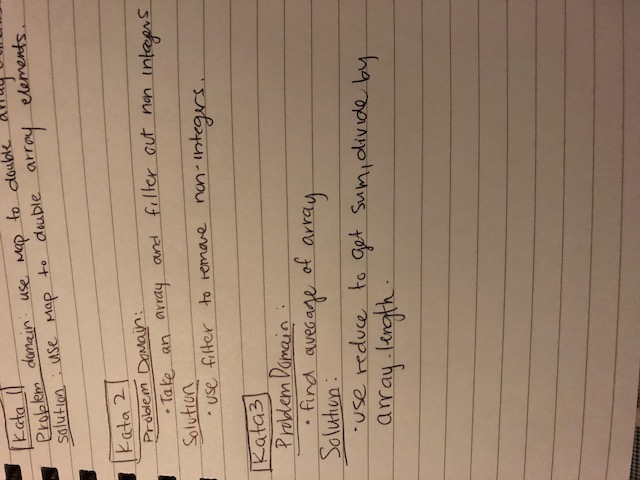 Kata 1
Problem domain: use Map to double array
Solution: use Map to double array elements.
Kata 2
Problem Domain:
• Take an array and filter out non integers
Solution
• use filter to remove non-integers.
Kata3
Problem Domain:
• find average of array
Solution:
• use reduce to get sum, divide by
array.length.